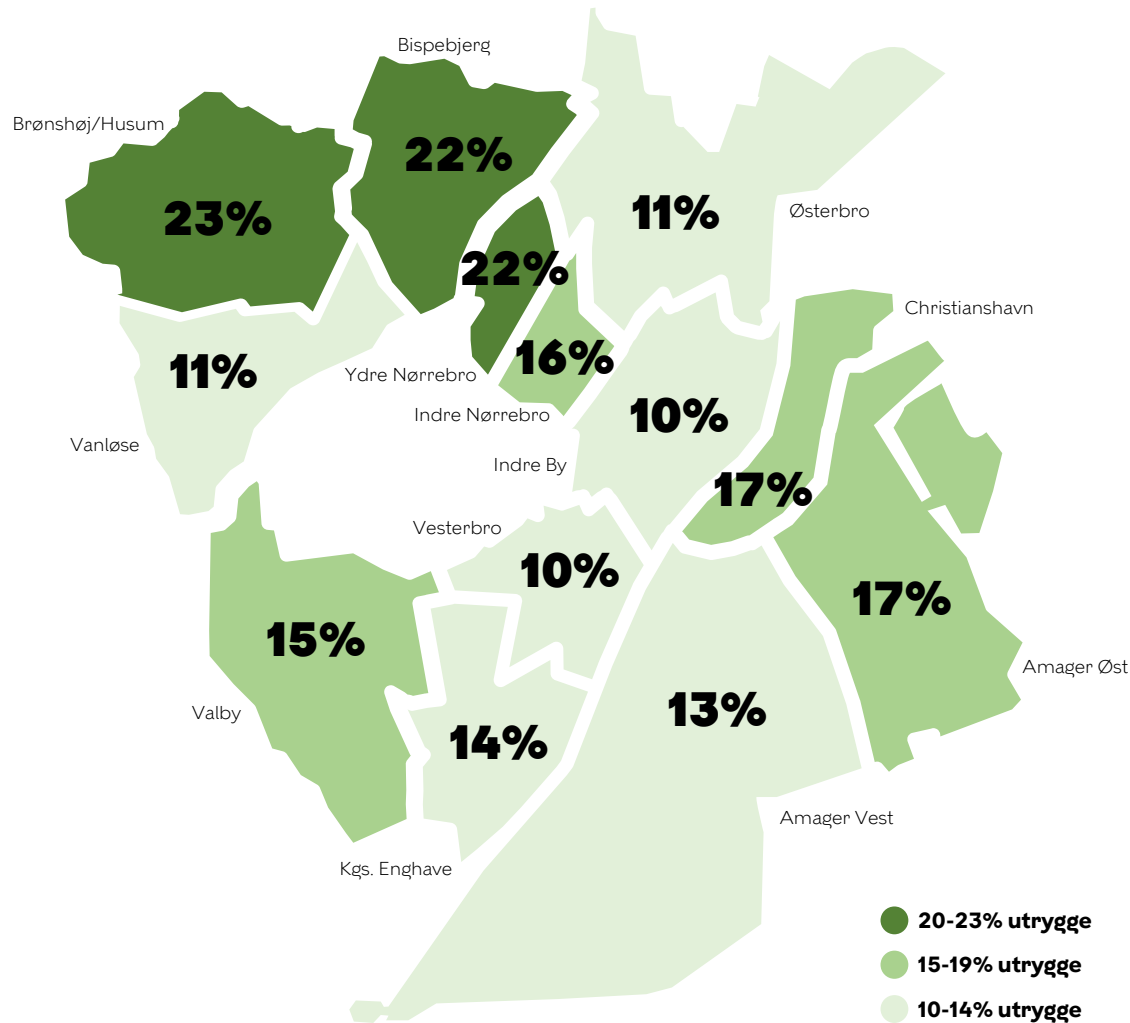 Bispebjerg
Brønshøj/Husum
22%
23%
11%
Østerbro
22%
Christianshavn
16%
11%
Ydre Nørrebro
Indre Nørrebro
10%
Vanløse
Indre By
17%
Vesterbro
10%
17%
15%
Amager Øst
Valby
13%
14%
Amager Vest
Kgs. Enghave
20-23% utrygge
15-19% utrygge
10-14% utrygge